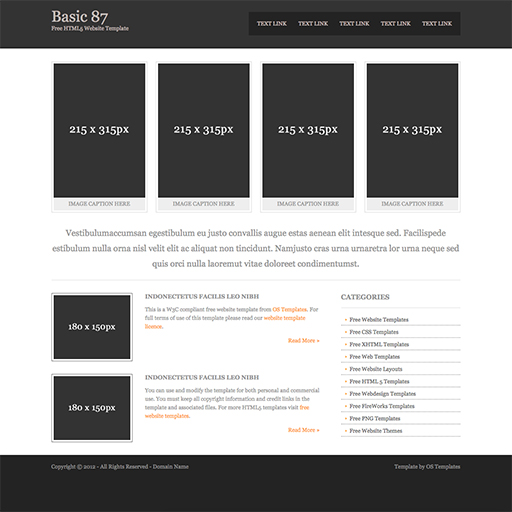 Basic 87
Free HTML5 Website Template
TEXT LINK TEXT LINK TEXT LINK TEXT LINK TEXT LINK
215 x 315px 215 x 315px 215 x 315px 215 x 315px
IMAGE CAPTION HERE IMAGE CAPTION HERE IMAGE CAPTION HERE IMAGE CAPTION HERE
Vestibulumaccumsan egestibulum eu justo convallis augue estas aenean elit intesque sed. Facilispede
estibulum nulla orna nisl velit elit ac aliquat non tincidunt. Namjusto cras urna urnaretra lor urna neque sed
quis orci nulla laoremut vitae doloreet condimentumst.
180 x 150px
INDONECTETUS FACILIS LEO NIBH
This is a W3C compliant free website template from OS Templates. For
full terms of use of this template please read our website template
licence.
Read More »
180 x 150px
INDONECTETUS FACILIS LEO NIBH
You can use and modify the template for both personal and commercial
use. You must keep all copyright information and credit links in the
template and associated files. For more HTML5 templates visit free
website templates.
Read More »
CATEGORIES
Free Website Templates
Free CSS Templates
Free XHTML Templates
Free Web Templates
Free Website Layouts
Free HTML 5 Templates
Free Webdesign Templates
Free FireWorks Templates
Free PNG Templates
Free Website Themes
Copyright © 2012 - All Rights Reserved - Domain Name
Template by OS Templates